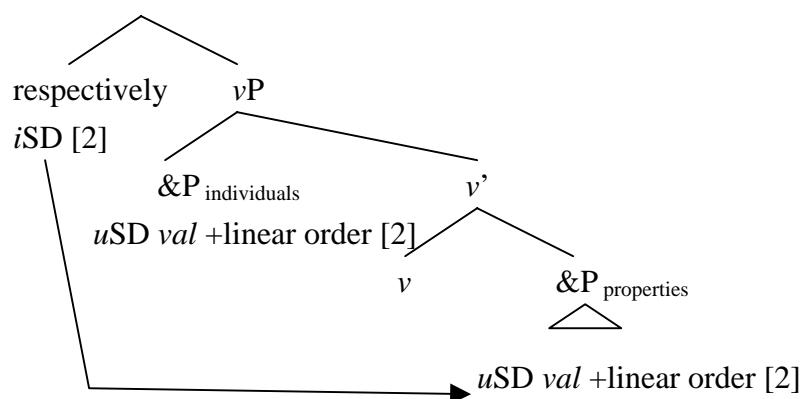 respectively vP
iSD [2]
&P individuals v’
uSD val +linear order [2]
v &P properties
uSD val +linear order [2]